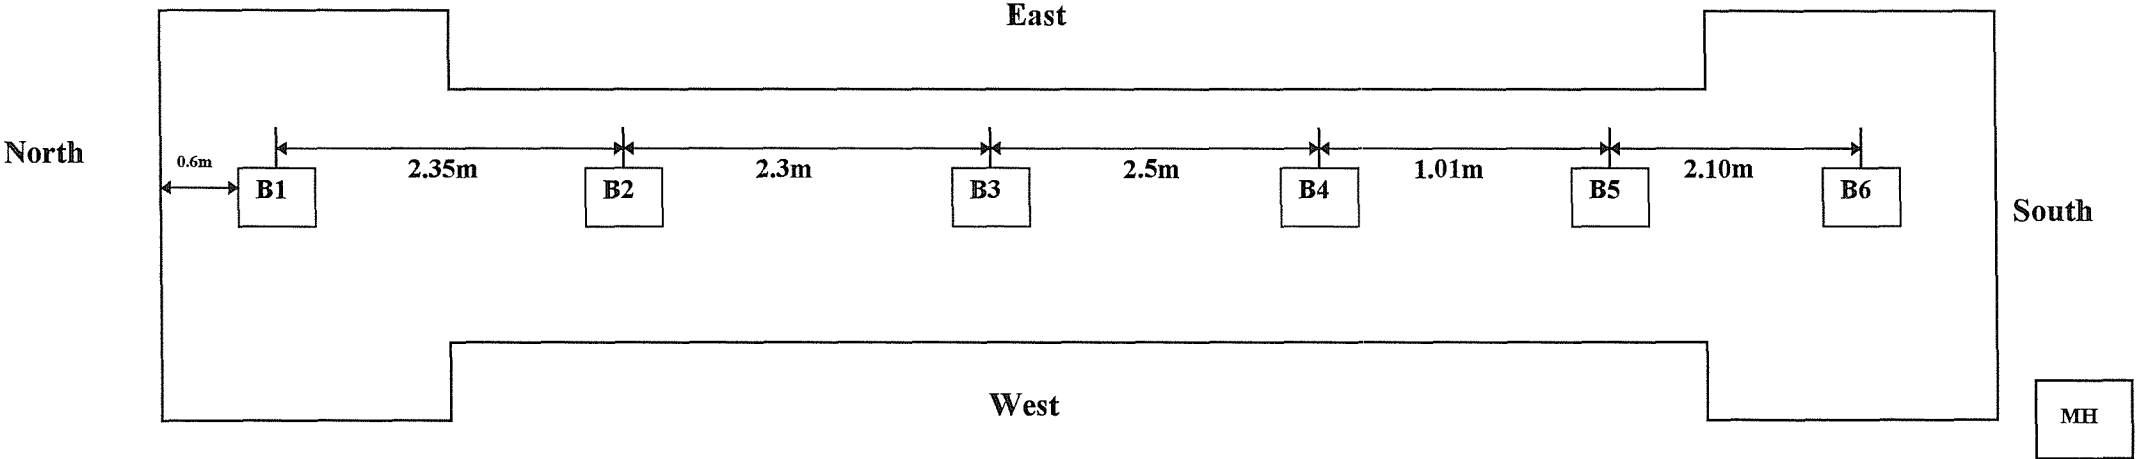 East
North
0.6m
2.35m
2.3m
2.5m
1.01m
2.10m
B1
B2
B3
B4
B5
B6
South
West
MH